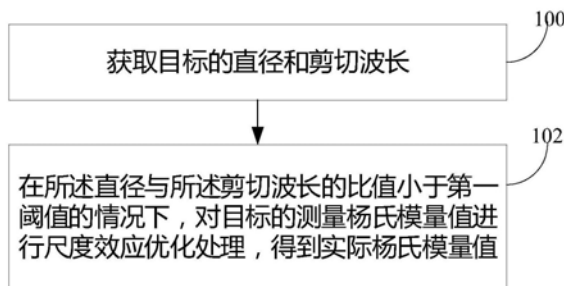 100
获取目标的直径和剪切波长
102
在所述直径与所述剪切波长的比值小于第一
阈值的情况下，对目标的测量杨氏模量值进
行尺度效应优化处理，得到实际杨氏模量值